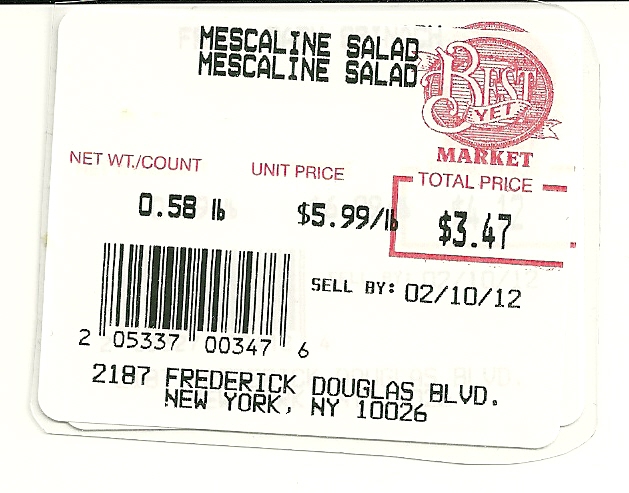 MESCALINE SALAD
MESCALINE SALAD
BEST
YET
MARKET
NET WT./COUNT
UNIT PRICE
TOTAL PRICE
0.58 lb
$5.99/lb
$3.47
SELL BY: 02/10/12
2 05337 00347 6
2187 FREDERICK DOUGLAS BLVD.
NEW YORK, NY 10026